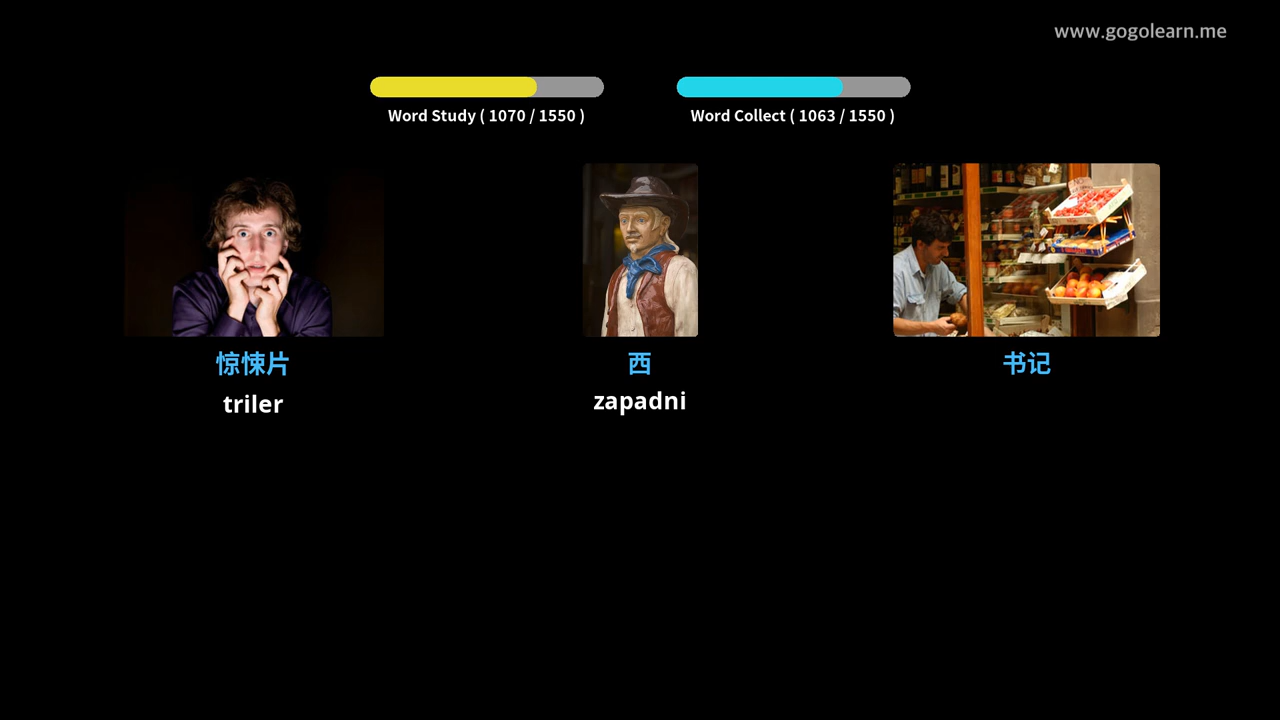 www.gogolearn.me
Word Study ( 1070 / 1550 )
Word Collect ( 1063 / 1550 )
惊悚片
西
书记
triler
zapadni